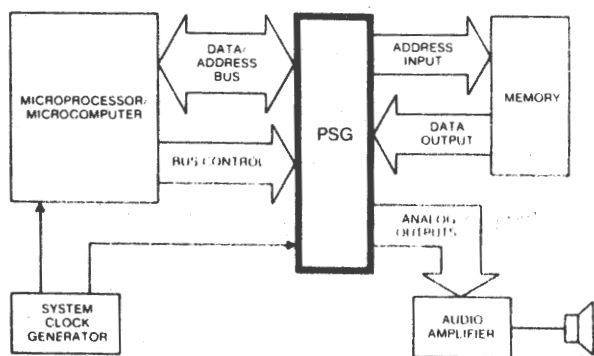 MICROPROCESSOR/
MICROCOMPUTER
DATA/
ADDRESS
BUS
BUS CONTROL
PSG
ADDRESS
INPUT
DATA
OUTPUT
MEMORY
ANALOG
OUTPUTS
SYSTEM
CLOCK
GENERATOR
AUDIO
AMPLIFIER